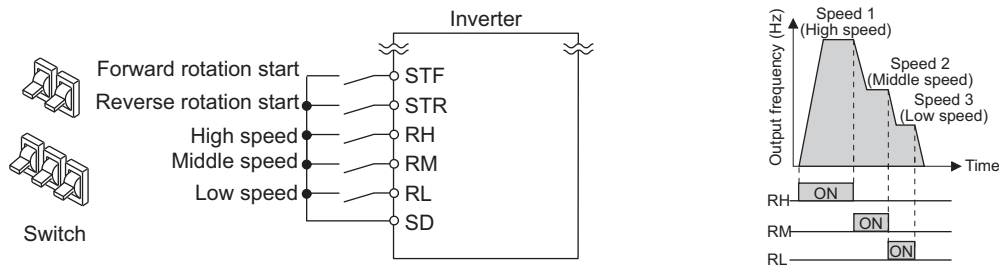 Inverter
Forward rotation start
STF
Reverse rotation start
STR
High speed
RH
Middle speed
RM
Low speed
RL
SD
Switch
Output frequency (Hz)
Speed 1
(High speed)
Speed 2
(Middle speed)
Speed 3
(Low speed)
Time
RH
ON
RM
ON
RL
ON